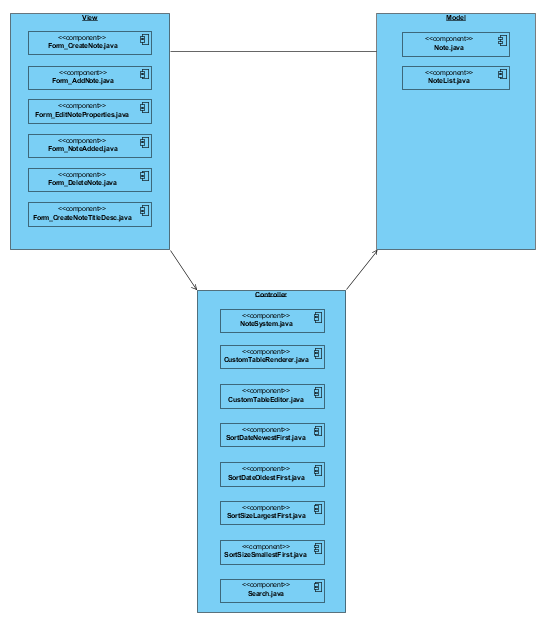 View
<<component>>
Form_CreateNote.java
<<component>>
Form_AddNote.java
<<component>>
Form_EditNoteProperties.java
<<component>>
Form_NoteAdded.java
<<component>>
Form_DeleteNote.java
<<component>>
Form_CreateNoteTitleDesc.java
Model
<<component>>
Note.java
<<component>>
NoteList.java
Controller
<<component>>
NoteSystem.java
<<component>>
CustomTableRenderer.java
<<component>>
CustomTableEditor.java
<<component>>
SortDateNewestFirst.java
<<component>>
SortDateOldestFirst.java
<<component>>
SortSizeLargestFirst.java
<<component>>
SortSizeSmallestFirst.java
<<component>>
Search.java